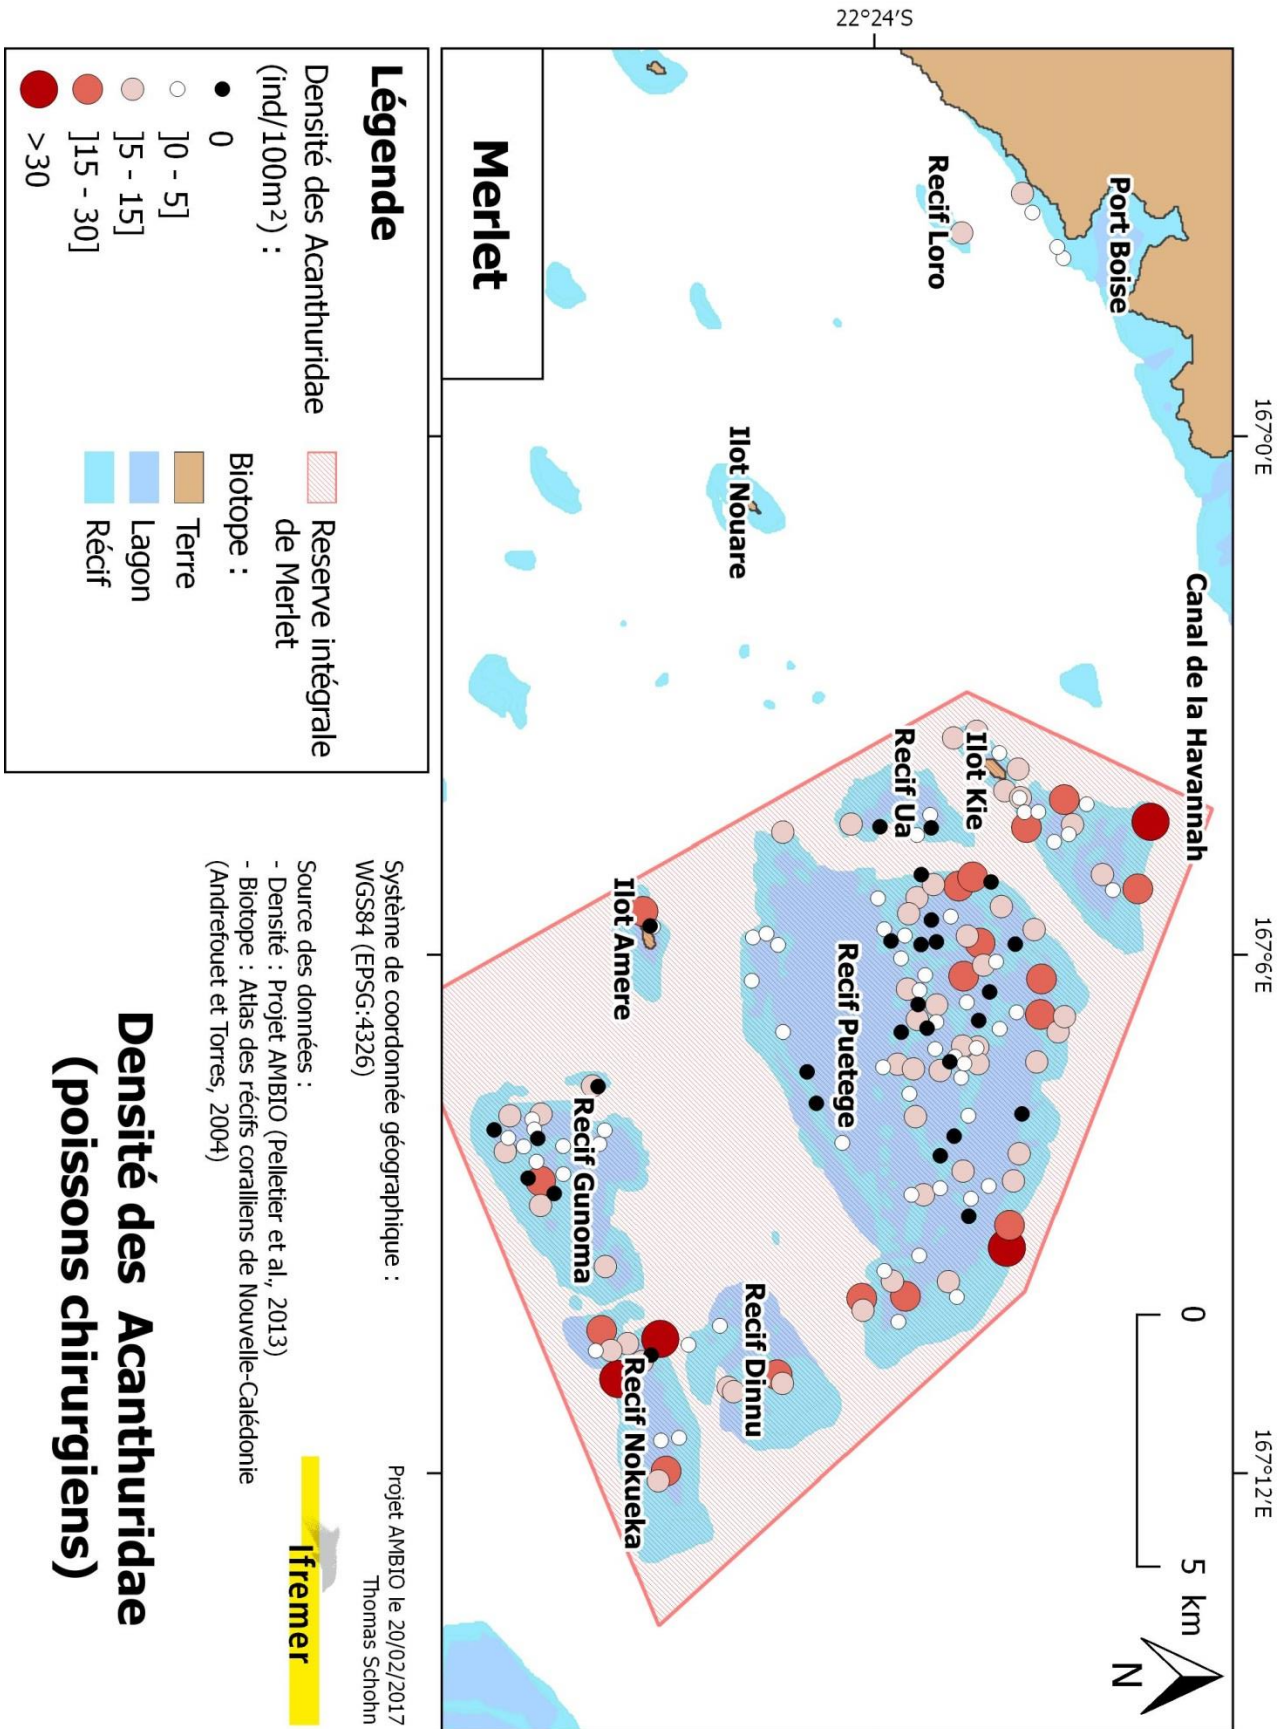 167°0'E
167°6'E
167°12'E
22°24'S
Canal de la Havannah
Port Boise
Recif Loro
Ilot Nouare
Ilot Kie
Recif Ua
Recif Puetege
Ilot Amere
Recif Gunoma
Recif Dinnu
Recif Nokueka
0
5 km
N
Merlet
Légende
Densité des Acanthuridae
(ind/100m²) :
0
]0 - 5]
]5 - 15]
]15 - 30]
>30
Reserve intégrale
de Merlet
Biotope :
Terre
Lagon
Récif
Système de coordonnée géographique :
WGS84 (EPSG:4326)
Source des données :
- Densité : Projet AMBIO (Pelletier et al., 2013)
- Biotope : Atlas des récifs coralliens de Nouvelle-Calédonie
(Andrefouet et Torres, 2004)
Projet AMBIO le 20/02/2017
Thomas Schohn
Ifremer
Densité des Acanthuridae
(poissons chirurgiens)